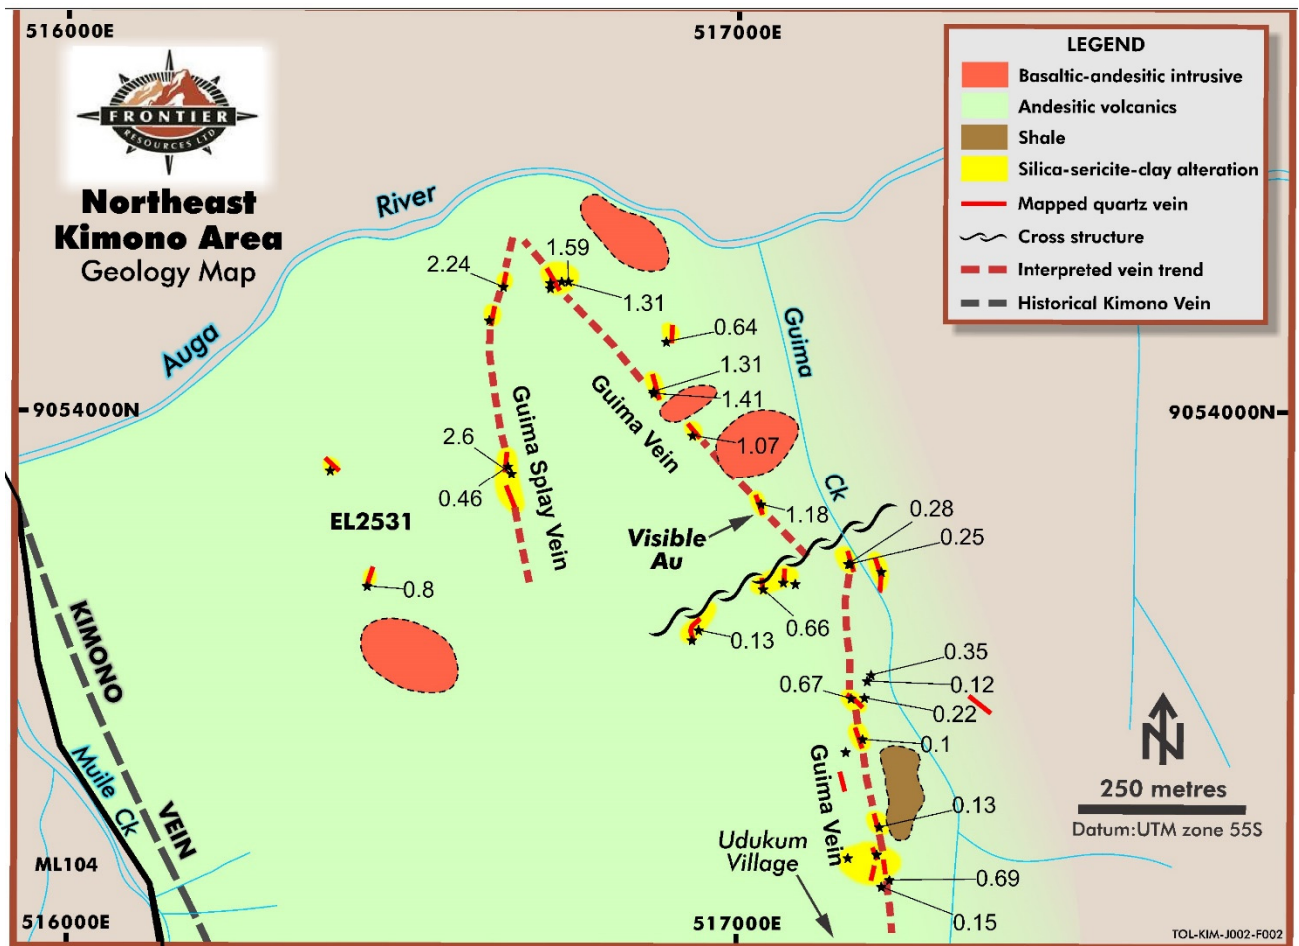 516000E
517000E
FRONTIER
RESOURCES LTD
Northeast
Kimono Area
Geology Map
LEGEND
Basaltic-andesitic intrusive
Andesitic volcanics
Shale
Silica-sericite-clay alteration
Mapped quartz vein
Cross structure
Interpreted vein trend
Historical Kimono Vein
River
Auga
2.24
1.59
1.31
0.64
Guima
1.31
1.41
9054000N
9054000N
Guima Vein
Guima Splay Vein
1.07
2.6
0.46
Ck
EL2531
1.18
Visible
Au
0.28
0.25
0.8
0.66
0.13
KIMONO
VEIN
0.35
0.12
0.67
0.22
0.1
Guima Vein
0.13
Muile Ck
N
250 metres
Datum:UTM zone 55S
Udukum
Village
ML104
0.69
0.15
516000E
517000E
TOL-KIM-J002-F002